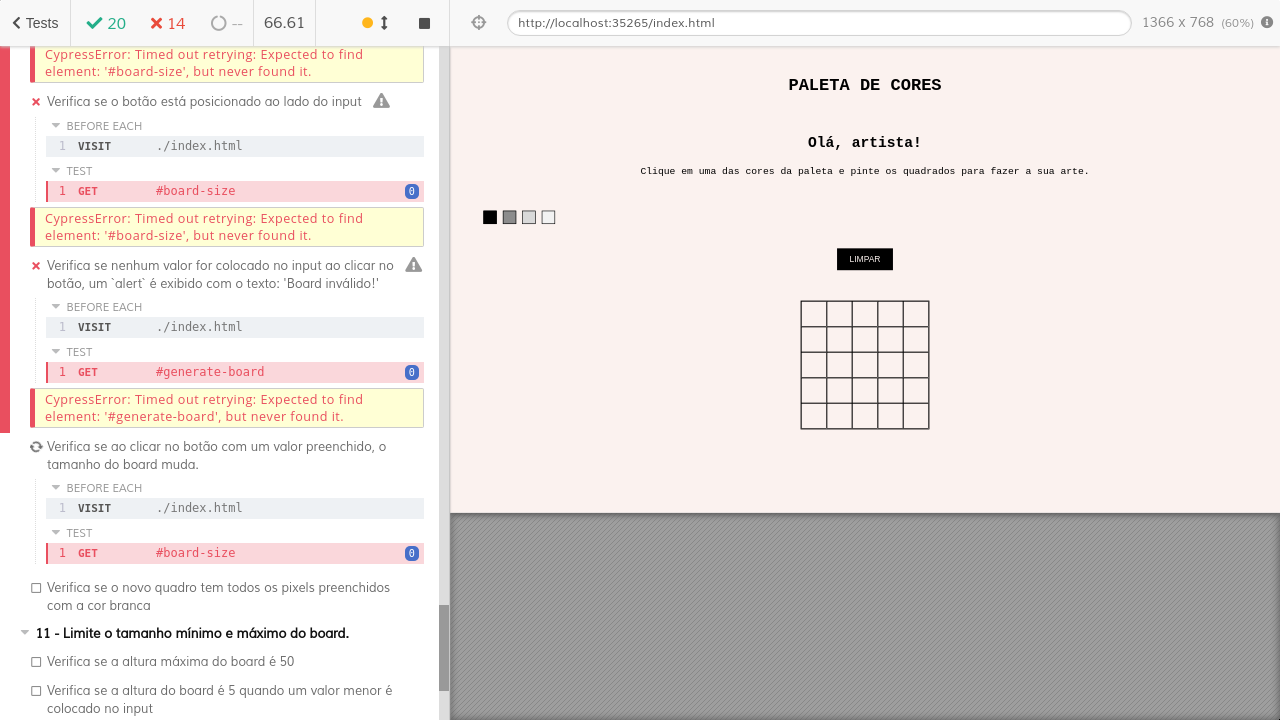 Tests
20
14
--
66.61
http://localhost:35265/index.html
1366 x 768 (60%)
CypressError: Timed out retrying: Expected to find
element: '#board-size', but never found it.
Verifica se o botão está posicionado ao lado do input
BEFORE EACH
1 VISIT ./index.html
TEST
1 GET #board-size 0
CypressError: Timed out retrying: Expected to find
element: '#board-size', but never found it.
Verifica se nenhum valor for colocado no input ao clicar no
botão, um `alert` é exibido com o texto: 'Board inválido!'
BEFORE EACH
1 VISIT ./index.html
TEST
1 GET #generate-board 0
CypressError: Timed out retrying: Expected to find
element: '#generate-board', but never found it.
Verifica se ao clicar no botão com um valor preenchido, o
tamanho do board muda.
BEFORE EACH
1 VISIT ./index.html
TEST
1 GET #board-size 0
Verifica se o novo quadro tem todos os pixels preenchidos
com a cor branca
11 - Limite o tamanho mínimo e máximo do board.
Verifica se a altura máxima do board é 50
Verifica se a altura do board é 5 quando um valor menor é
colocado no input
PALETA DE CORES
Olá, artista!
Clique em uma das cores da paleta e pinte os quadrados para fazer a sua arte.
LIMPAR